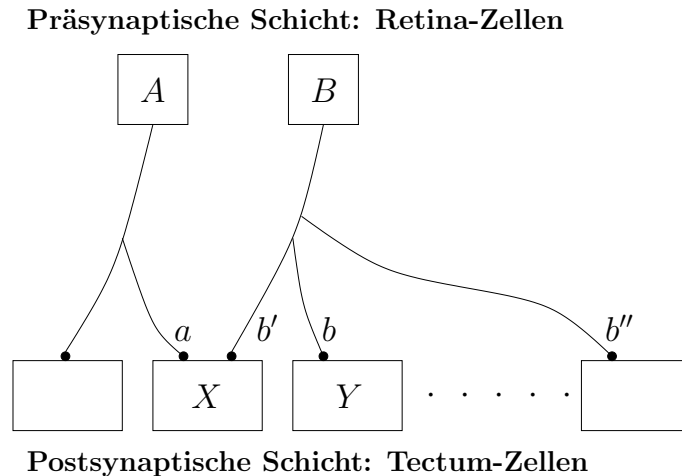 Präsynaptische Schicht: Retina-Zellen
A B
a b′ b b″
X Y . . . . .
Postsynaptische Schicht: Tectum-Zellen